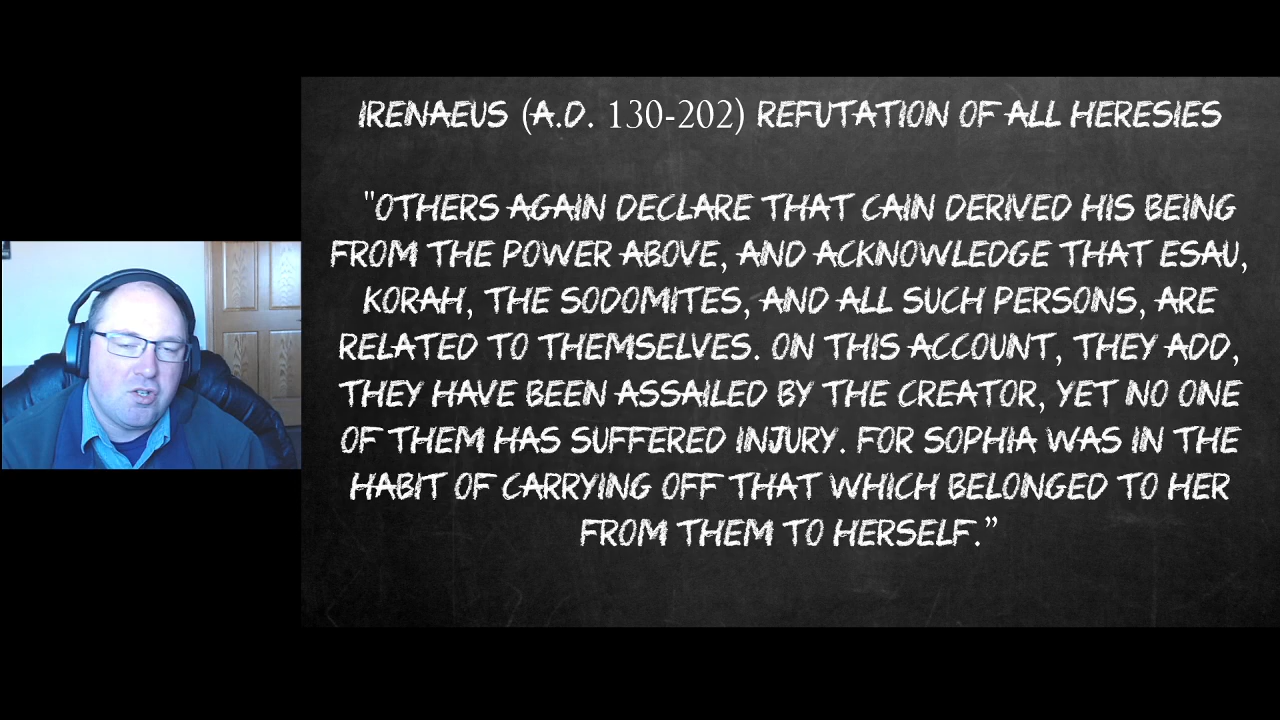 IRENAEUS (A.D. 130-202) REFUTATION OF ALL HERESIES
"OTHERS AGAIN DECLARE THAT CAIN DERIVED HIS BEING
FROM THE POWER ABOVE, AND ACKNOWLEDGE THAT ESAU,
KORAH, THE SODOMITES, AND ALL SUCH PERSONS, ARE
RELATED TO THEMSELVES. ON THIS ACCOUNT, THEY ADD,
THEY HAVE BEEN ASSAILED BY THE CREATOR, YET NO ONE
OF THEM HAS SUFFERED INJURY. FOR SOPHIA WAS IN THE
HABIT OF CARRYING OFF THAT WHICH BELONGED TO HER
FROM THEM TO HERSELF.”